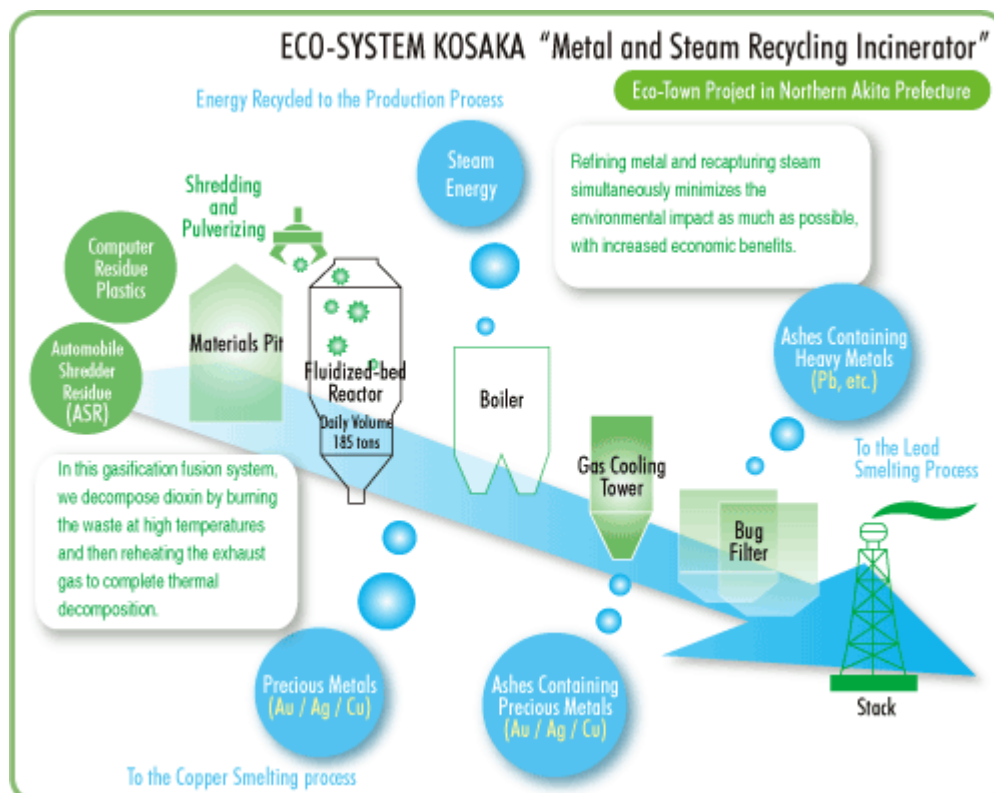 ECO-SYSTEM KOSAKA “Metal and Steam Recycling Incinerator”
Eco-Town Project in Northern Akita Prefecture
Energy Recycled to the Production Process
Steam
Energy
Refining metal and recapturing steam
simultaneously minimizes the
environmental impact as much as possible,
with increased economic benefits.
Shredding
and
Pulverizing
Computer
Residue
Plastics
Automobile
Shredder
Residue
(ASR)
Materials Pit
Fluidized-bed
Reactor
Daily Volume
185 tons
Boiler
Gas Cooling
Tower
Bug
Filter
Ashes Containing
Heavy Metals
(Pb, etc.)
To the Lead
Smelting Process
Stack
In this gasification fusion system,
we decompose dioxin by burning
the waste at high temperatures
and then reheating the exhaust
gas to complete thermal
decomposition.
Precious Metals
(Au / Ag / Cu)
Ashes Containing
Precious Metals
(Au / Ag / Cu)
To the Copper Smelting process